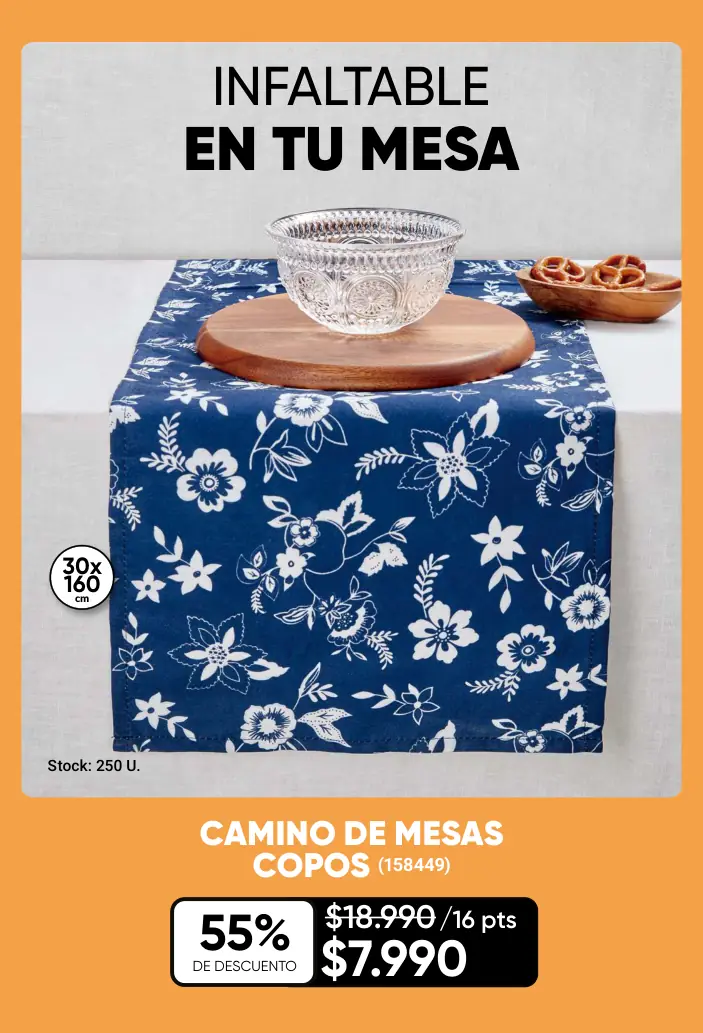 INFALTABLE
EN TU MESA
30x
160
cm
Stock: 250 U.
CAMINO DE MESAS
COPOS (158449)
55%
DE DESCUENTO
$18.990/16 pts
$7.990